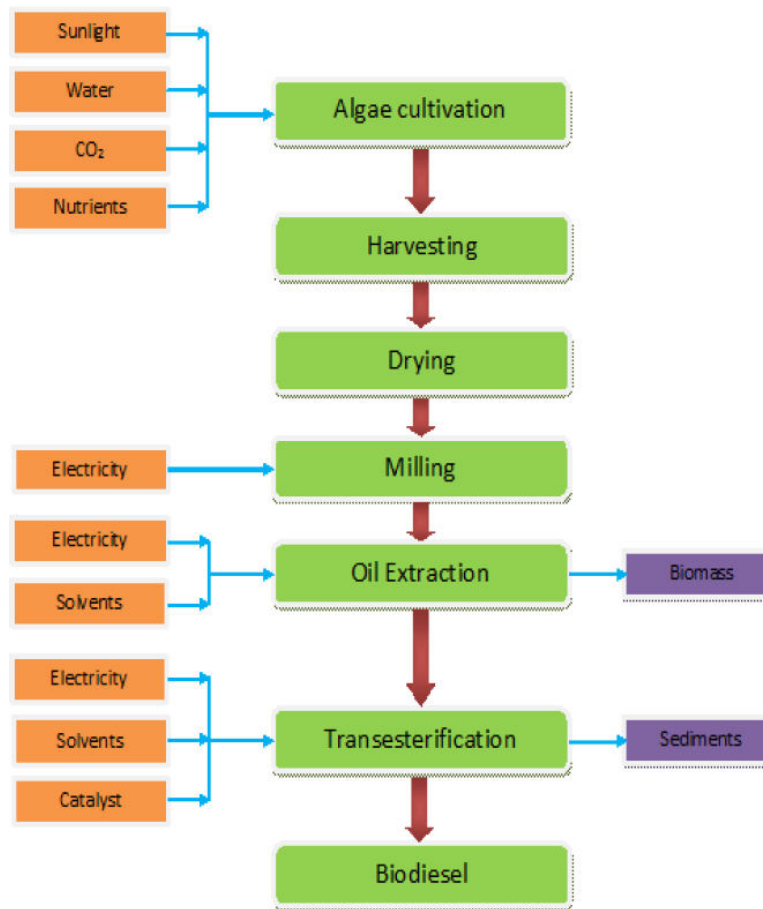 Sunlight
Water
CO₂
Nutrients
Algae cultivation
Harvesting
Drying
Electricity
Milling
Electricity
Solvents
Oil Extraction
Biomass
Electricity
Solvents
Catalyst
Transesterification
Sediments
Biodiesel